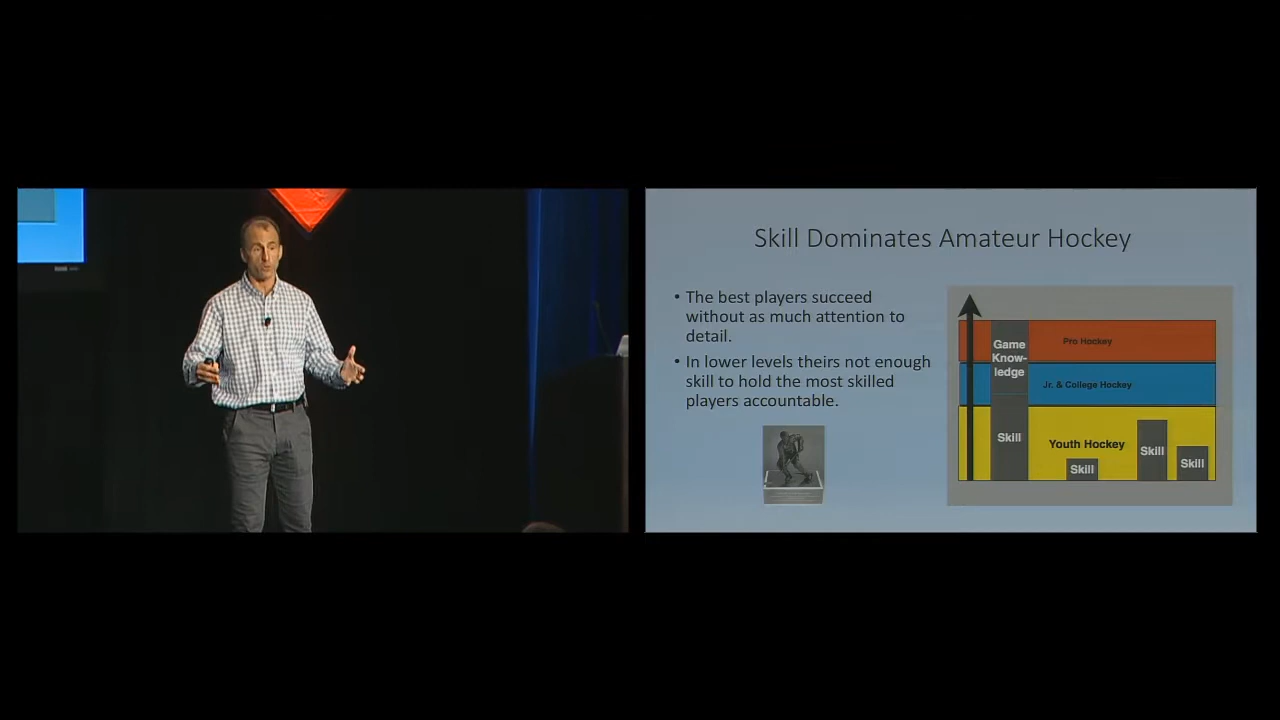 Skill Dominates Amateur Hockey
• The best players succeed
without as much attention to
detail.
• In lower levels theirs not enough
skill to hold the most skilled
players accountable.
Pro Hockey
Game
Know-
ledge
Jr. & College Hockey
Skill
Youth Hockey
Skill
Skill
Skill